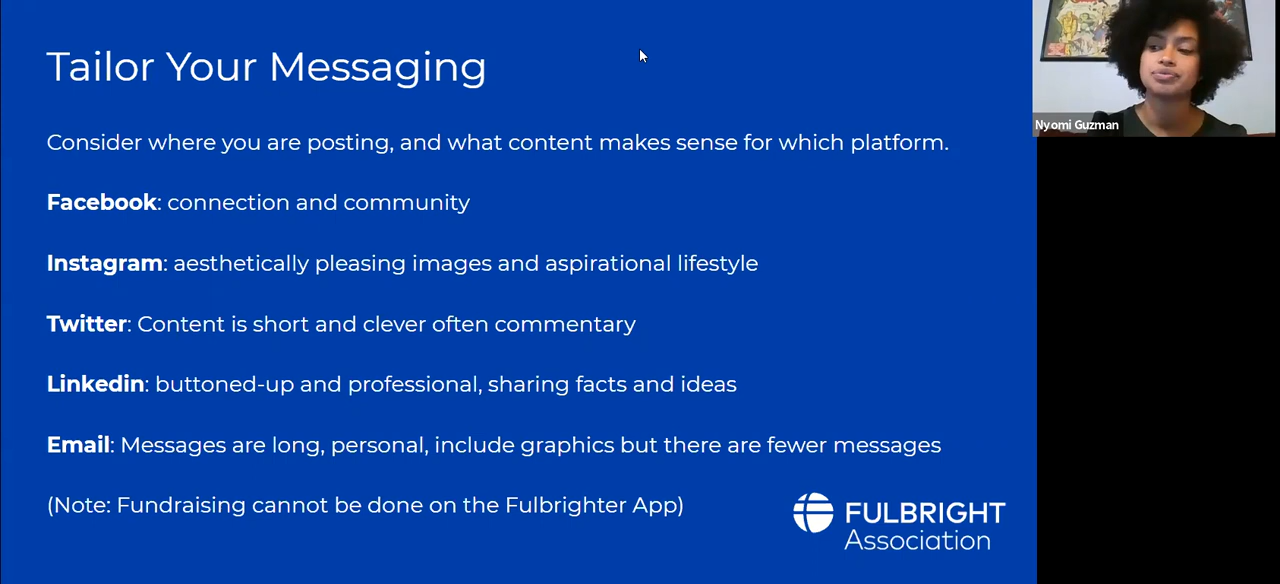 Tailor Your Messaging
Consider where you are posting, and what content makes sense for which platform.
Facebook: connection and community
Instagram: aesthetically pleasing images and aspirational lifestyle
Twitter: Content is short and clever often commentary
Linkedin: buttoned-up and professional, sharing facts and ideas
Email: Messages are long, personal, include graphics but there are fewer messages
(Note: Fundraising cannot be done on the Fulbrighter App)
FULBRIGHT
Association
Nyomi Guzman